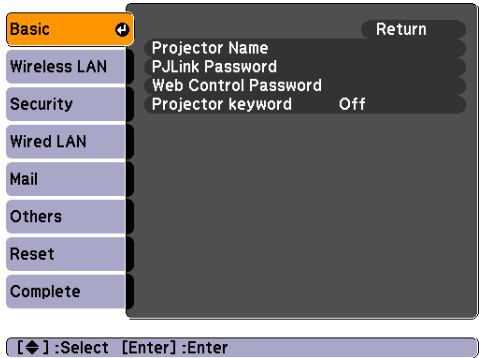 Basic
Return
Projector Name
Wireless LAN
PJLink Password
Web Control Password
Security
Projector keyword Off
Wired LAN
Mail
Others
Reset
Complete
[◆] :Select [Enter] :Enter